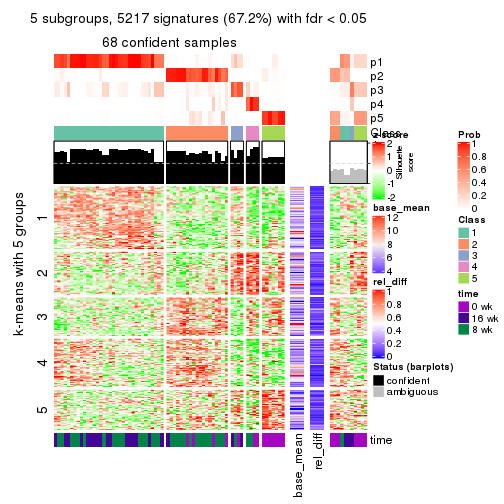 5 subgroups, 5217 signatures (67.2%) with fdr < 0.05
68 confident samples
p1
p2
p3
p4
p5
Class
Silhouette
score
k-means with 5 groups
1
2
3
4
5
time
base_mean
rel_diff
z-score
2
1
0
-1
-2
base_mean
12
10
8
6
4
rel_diff
1
0.8
0.6
0.4
0.2
0
Status (barplots)
confident
ambiguous
Prob
1
0.8
0.6
0.4
0.2
0
Class
1
2
3
4
5
time
0 wk
16 wk
8 wk